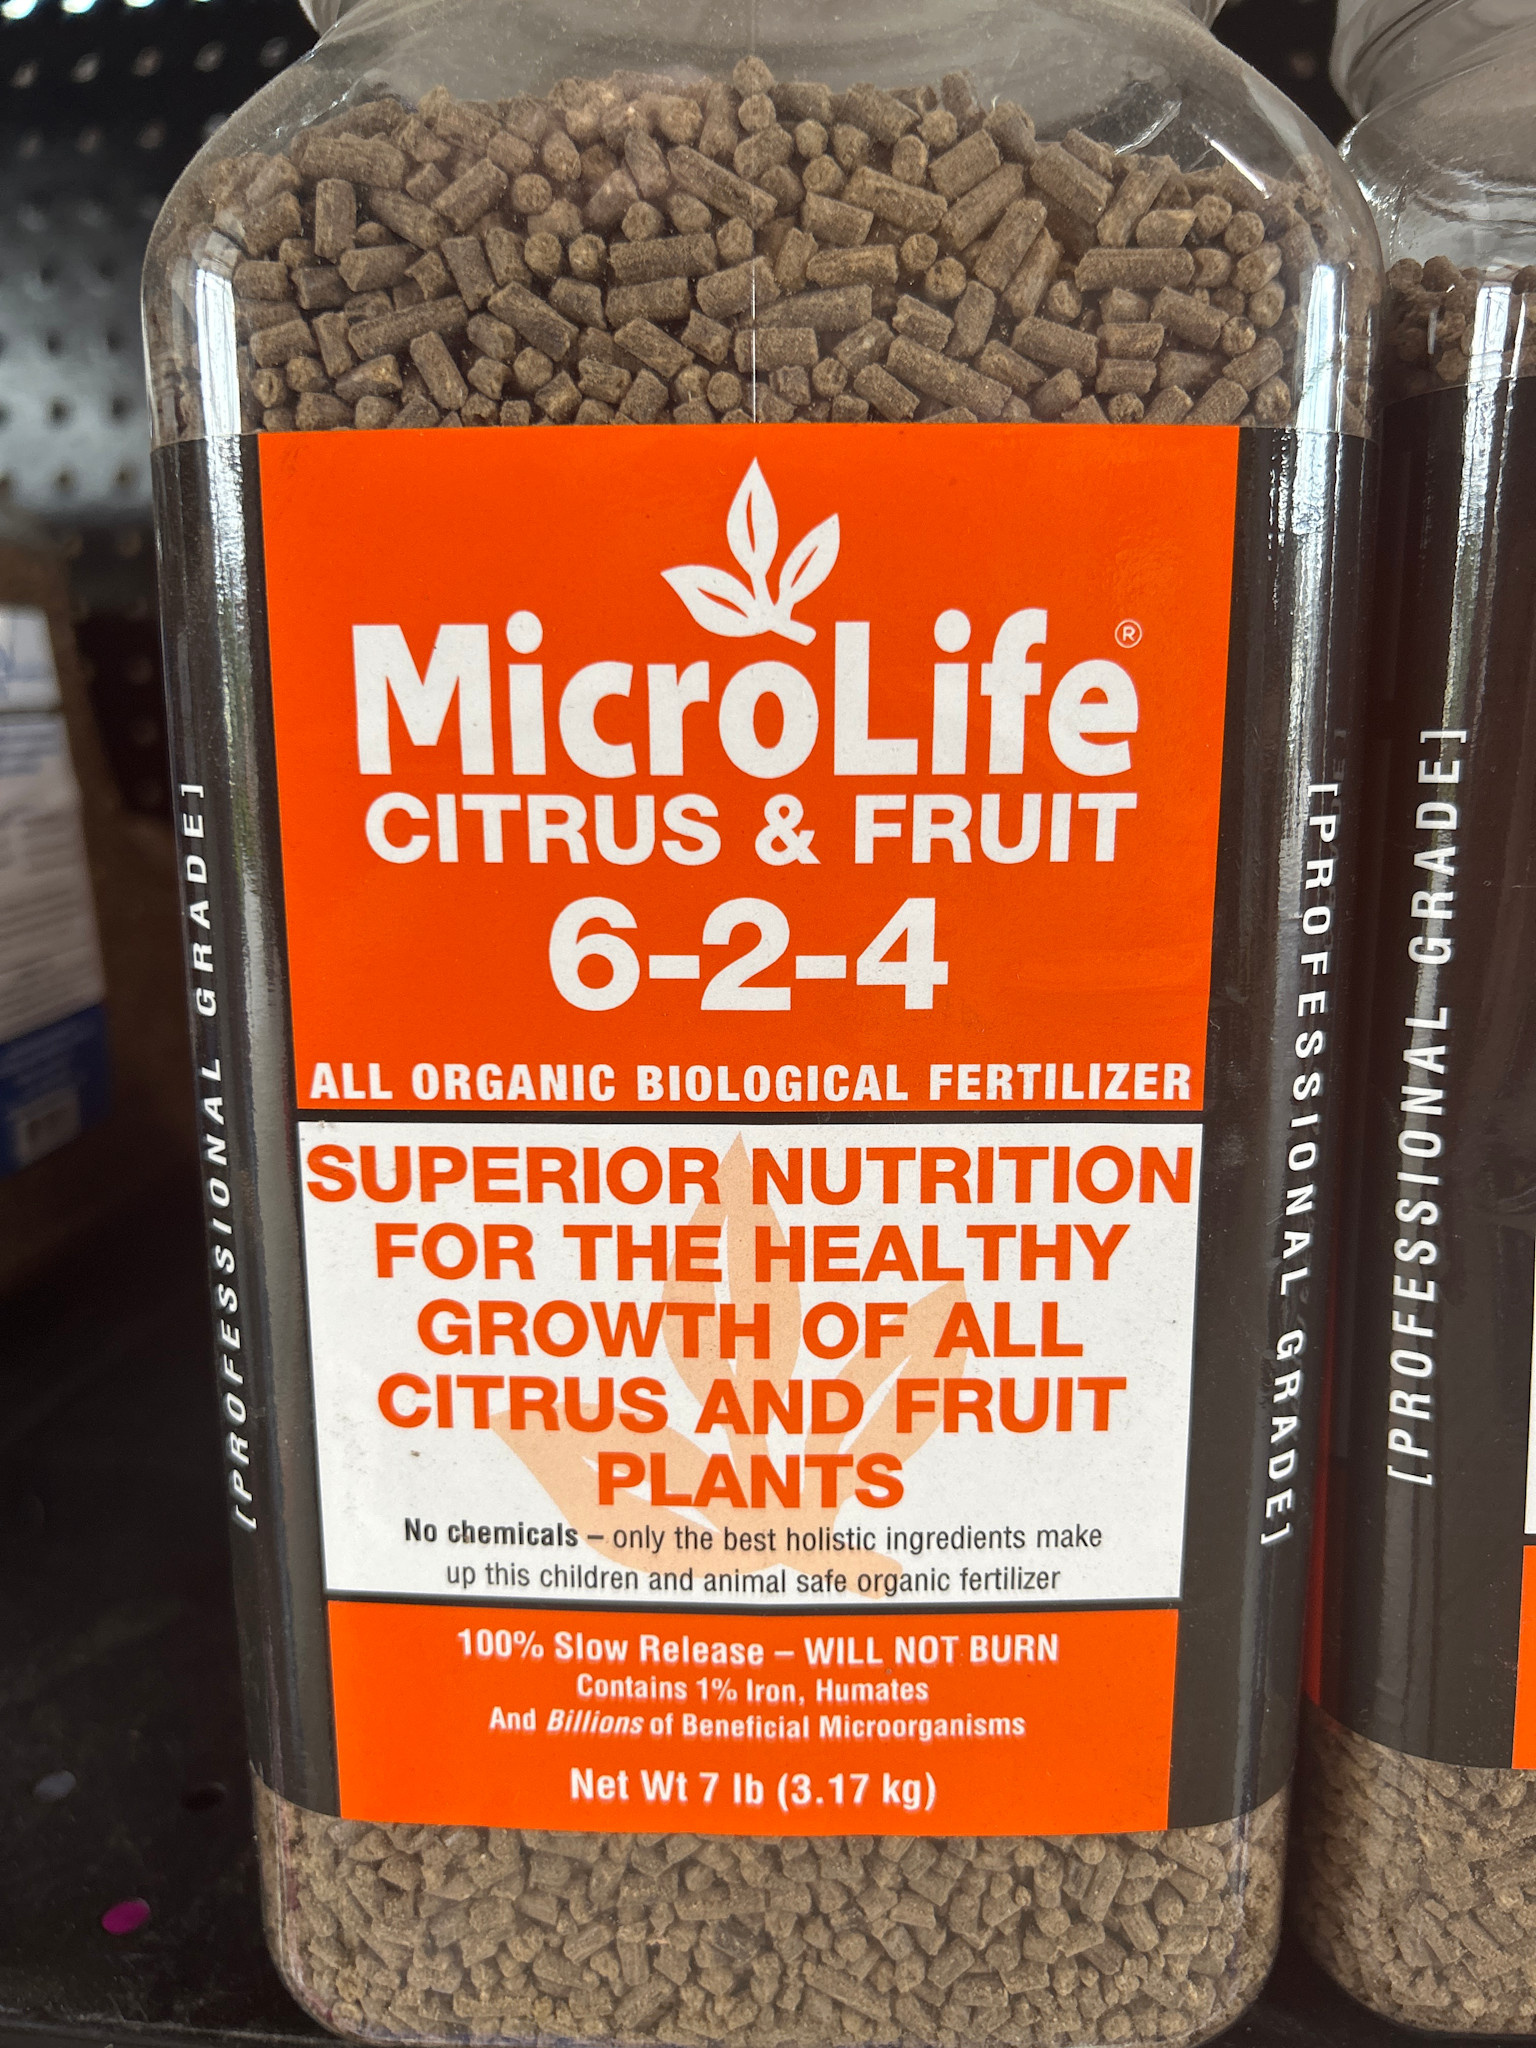 MicroLife®
CITRUS & FRUIT
6-2-4
ALL ORGANIC BIOLOGICAL FERTILIZER
SUPERIOR NUTRITION
FOR THE HEALTHY
GROWTH OF ALL
CITRUS AND FRUIT
PLANTS
No chemicals – only the best holistic ingredients make
up this children and animal safe organic fertilizer
100% Slow Release – WILL NOT BURN
Contains 1% Iron, Humates
And Billions of Beneficial Microorganisms
Net Wt 7 lb (3.17 kg)
[PROFESSIONAL GRADE]
[PROFESSIONAL GRADE]
[PROFESSIONAL GRADE]